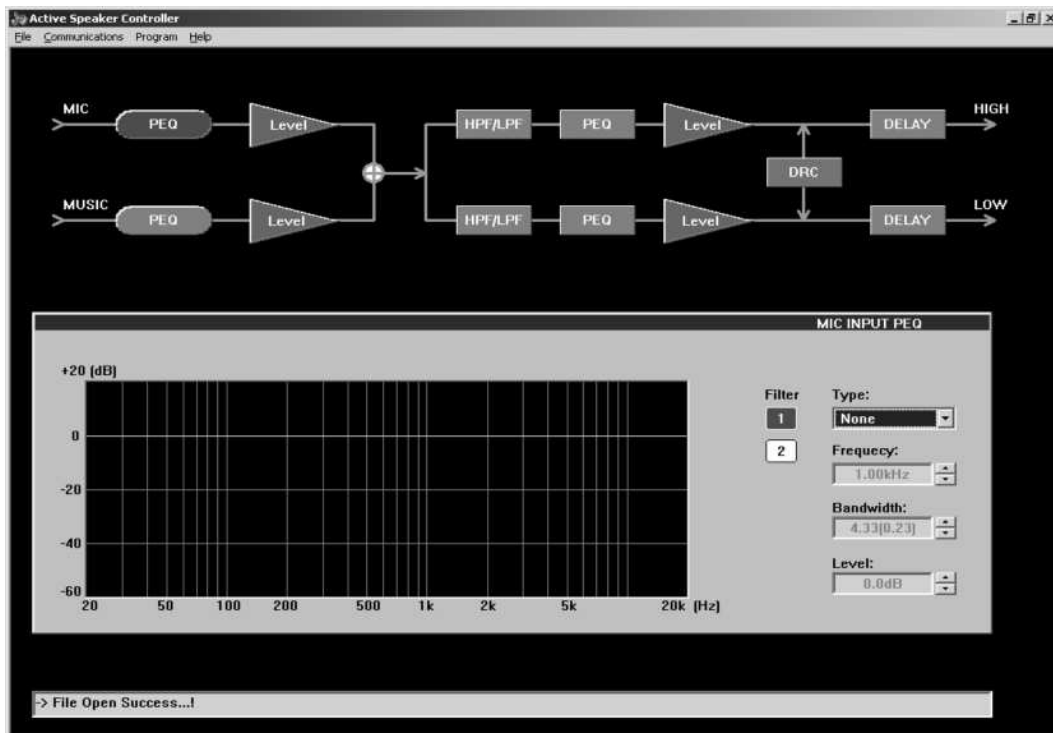 Active Speaker Controller
File Communications Program Help
MIC PEQ Level HPF/LPF PEQ Level DELAY HIGH
DRC
MUSIC PEQ Level HPF/LPF PEQ Level DELAY LOW
MIC INPUT PEQ
+20 (dB)
0
-20
-40
-60
20 50 100 200 500 1k 2k 5k 20k (Hz)
Filter
1
2
Type:
None
Frequecy:
1.00kHz
Bandwidth:
4.33(0.23)
Level:
0.0dB
-> File Open Success...!